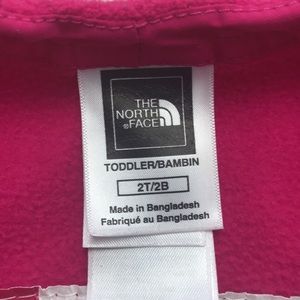 THE
NORTH
®FACE
TODDLER/BAMBIN
2T/2B
Made in Bangladesh
Fabriqué au Bangladesh